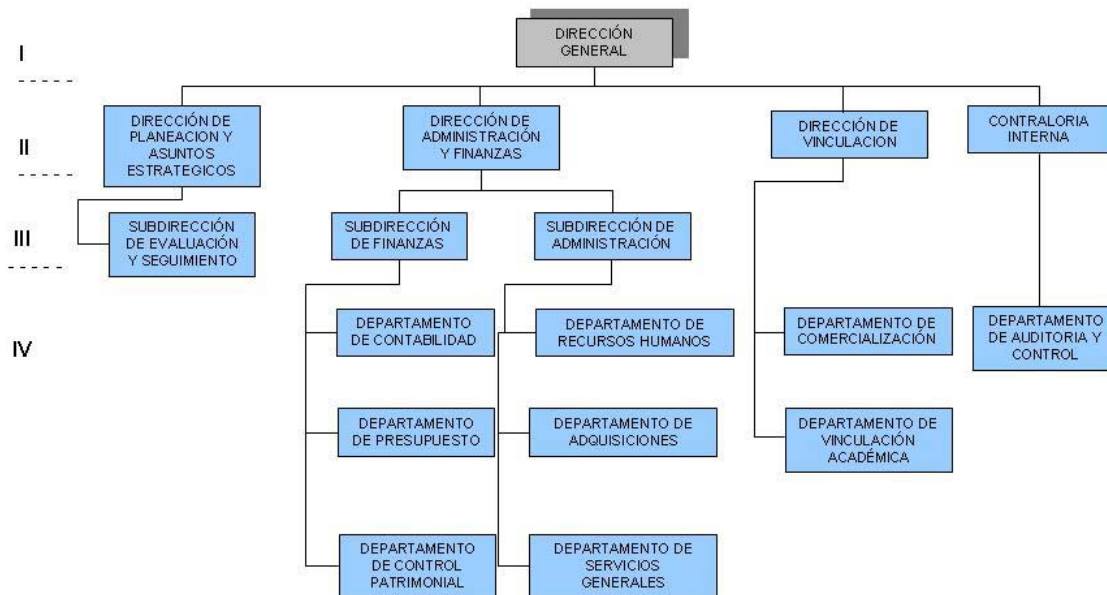 I
DIRECCIÓN
GENERAL
II
DIRECCIÓN DE
PLANEACION Y
ASUNTOS
ESTRATEGICOS
DIRECCIÓN DE
ADMINISTRACIÓN
Y FINANZAS
DIRECCIÓN DE
VINCULACION
CONTRALORIA
INTERNA
III
SUBDIRECCIÓN
DE EVALUACIÓN
Y SEGUIMIENTO
SUBDIRECCIÓN
DE FINANZAS
SUBDIRECCIÓN DE
ADMINISTRACIÓN
IV
DEPARTAMENTO
DE CONTABILIDAD
DEPARTAMENTO DE
RECURSOS HUMANOS
DEPARTAMENTO DE
COMERCIALIZACIÓN
DEPARTAMENTO
DE AUDITORIA Y
CONTROL
DEPARTAMENTO
DE PRESUPUESTO
DEPARTAMENTO DE
ADQUISICIONES
DEPARTAMENTO DE
VINCULACIÓN
ACADÉMICA
DEPARTAMENTO
DE CONTROL
PATRIMONIAL
DEPARTAMENTO DE
SERVICIOS
GENERALES